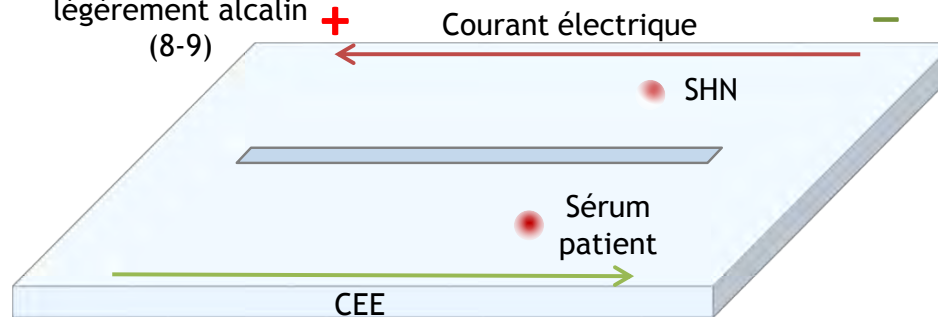 légèrement alcalin
(8-9)
+
Courant électrique
−
SHN
Sérum
patient
CEE